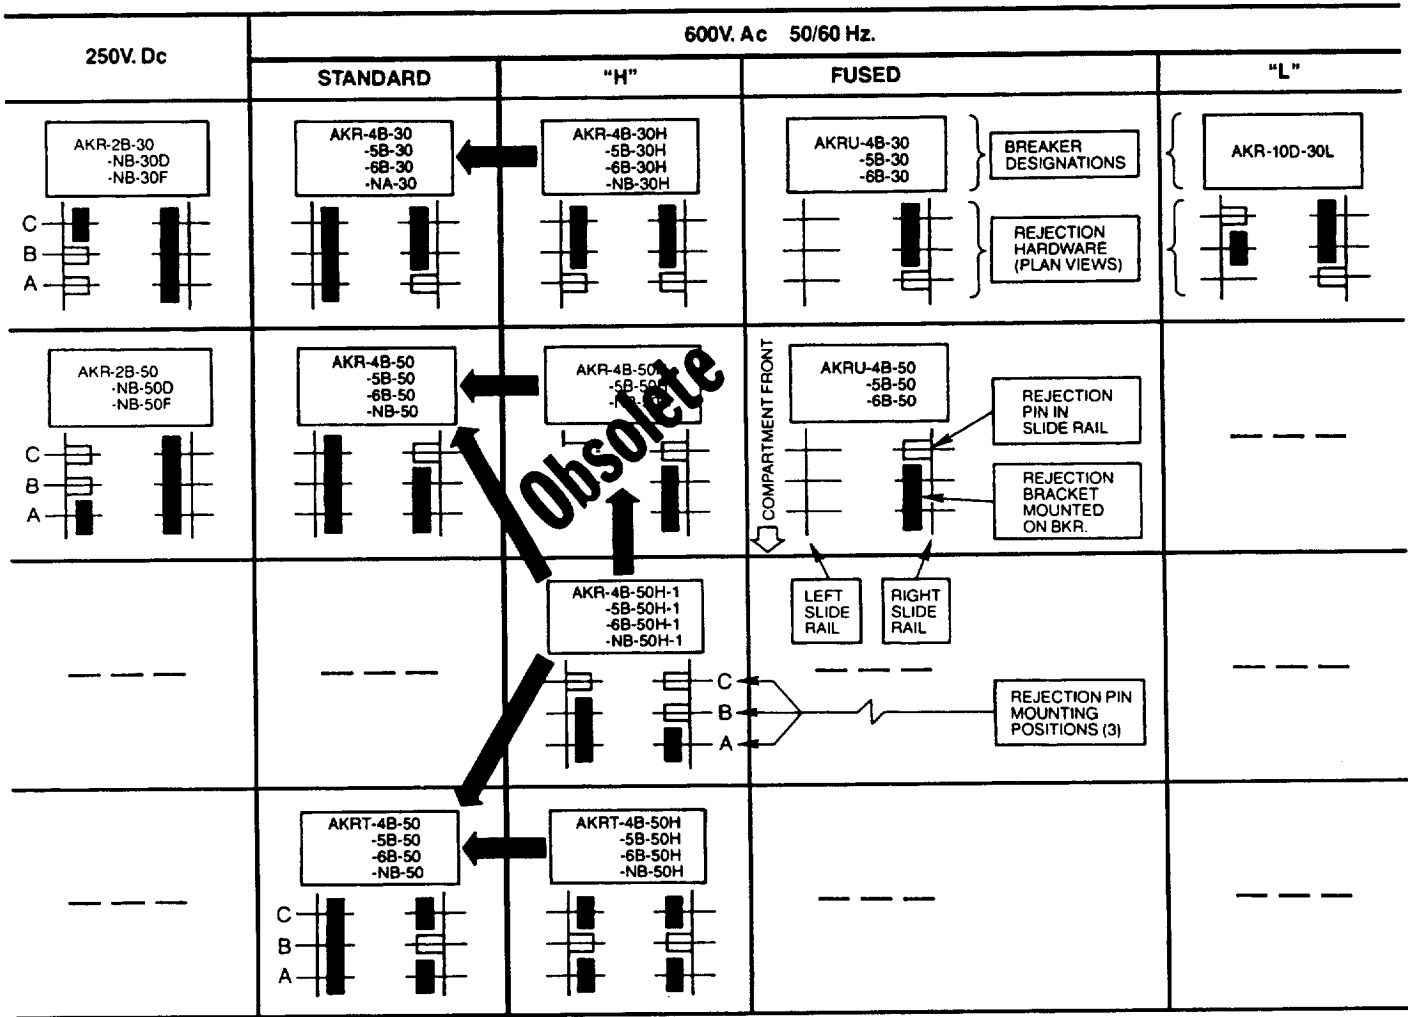 600V. Ac 50/60 Hz.
250V. Dc
STANDARD
"H"
FUSED
"L"
AKR-2B-30
-NB-30D
-NB-30F
AKR-4B-30
-5B-30
-6B-30
-NA-30
AKR-4B-30H
-5B-30H
-6B-30H
-NB-30H
AKRU-4B-30
-5B-30
-6B-30
BREAKER
DESIGNATIONS
AKR-10D-30L
C
B
A
REJECTION
HARDWARE
(PLAN VIEWS)
AKR-2B-50
-NB-50D
-NB-50F
AKR-4B-50
-5B-50
-6B-50
-NB-50
AKR-4B-50
-5B-50
Obsolete
COMPARTMENT FRONT
AKRU-4B-50
-5B-50
-6B-50
REJECTION
PIN IN
SLIDE RAIL
C
B
A
REJECTION
BRACKET
MOUNTED
ON BKR.
AKR-4B-50H-1
-5B-50H-1
-6B-50H-1
-NB-50H-1
LEFT
SLIDE
RAIL
RIGHT
SLIDE
RAIL
C
B
A
REJECTION PIN
MOUNTING
POSITIONS (3)
AKRT-4B-50
-5B-50
-6B-50
-NB-50
AKRT-4B-50H
-5B-50H
-6B-50H
-NB-50H
C
B
A